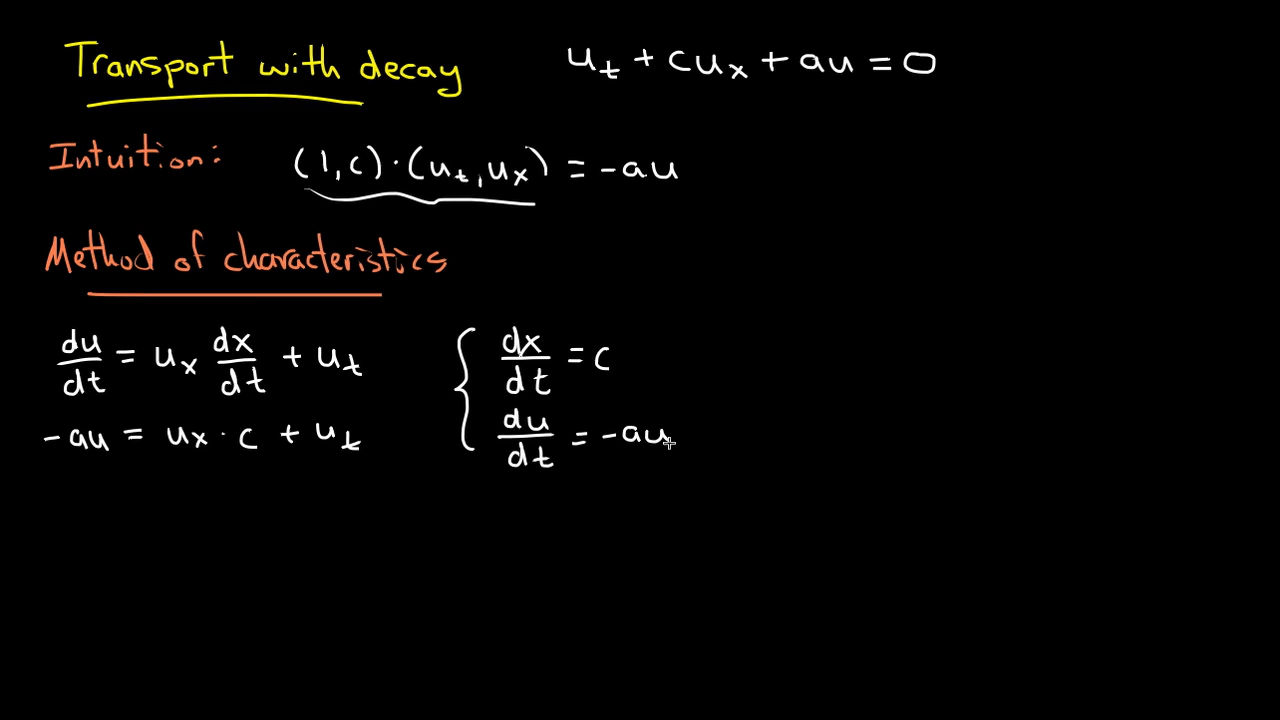 Transport with decay
u_t + cu_x + au = 0
Intuition: (1,c)·(u_t,u_x) = -au
Method of characteristics
du/dt = u_x dx/dt + u_t
-au = u_x · c + u_t
{ dx/dt = c
du/dt = -au